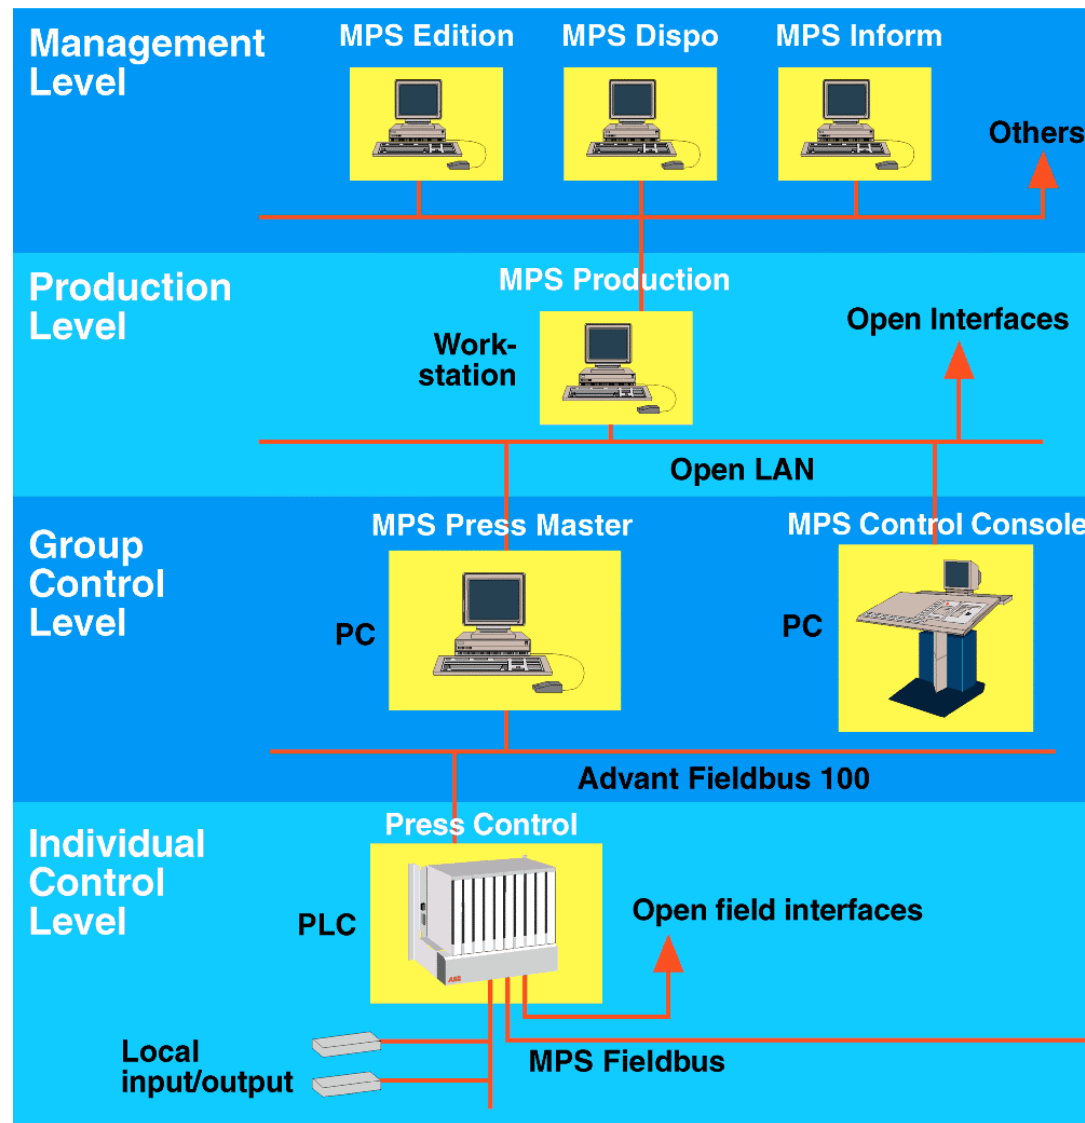 Management
Level
MPS Edition
MPS Dispo
MPS Inform
Others
Production
Level
MPS Production
Work-
station
Open Interfaces
Open LAN
Group
Control
Level
MPS Press Master
PC
MPS Control Console
PC
Advant Fieldbus 100
Individual
Control
Level
Press Control
PLC
ABB
Open field interfaces
Local
input/output
MPS Fieldbus